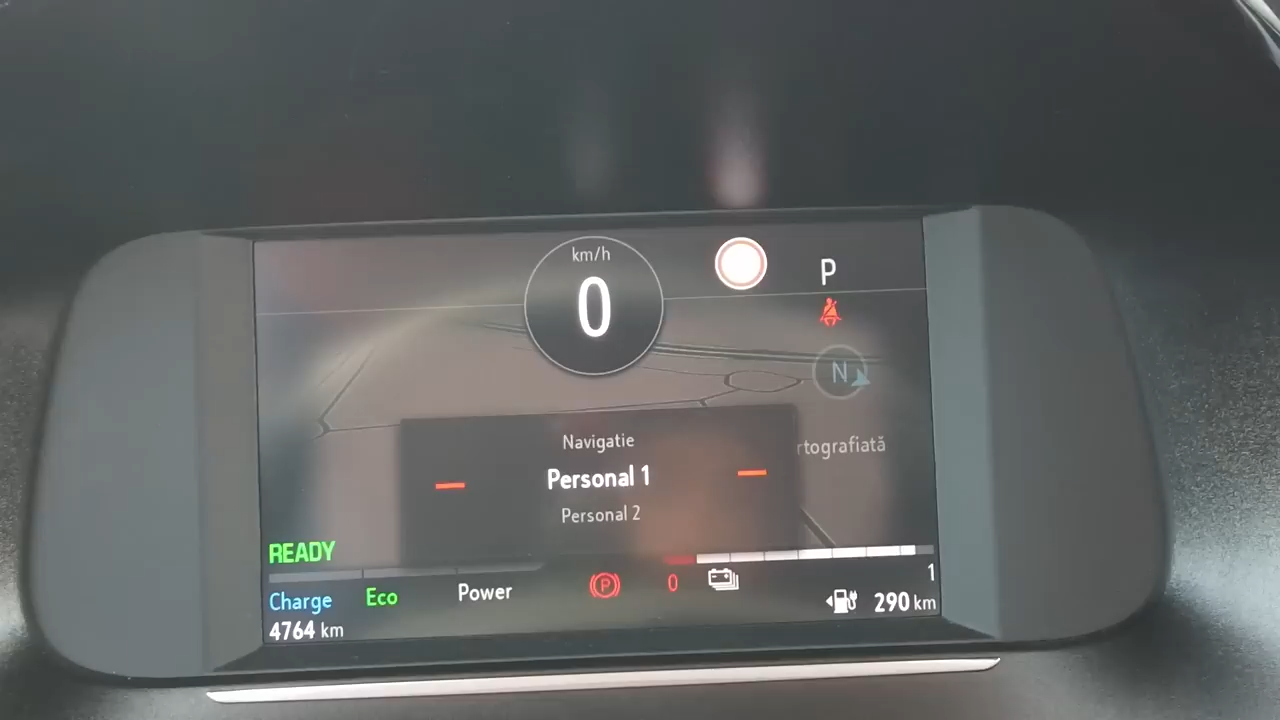 km/h
0
P
N
Navigatie
rtografiată
Personal 1
Personal 2
READY
Charge
Eco
Power
P
0
1
4764 km
290 km